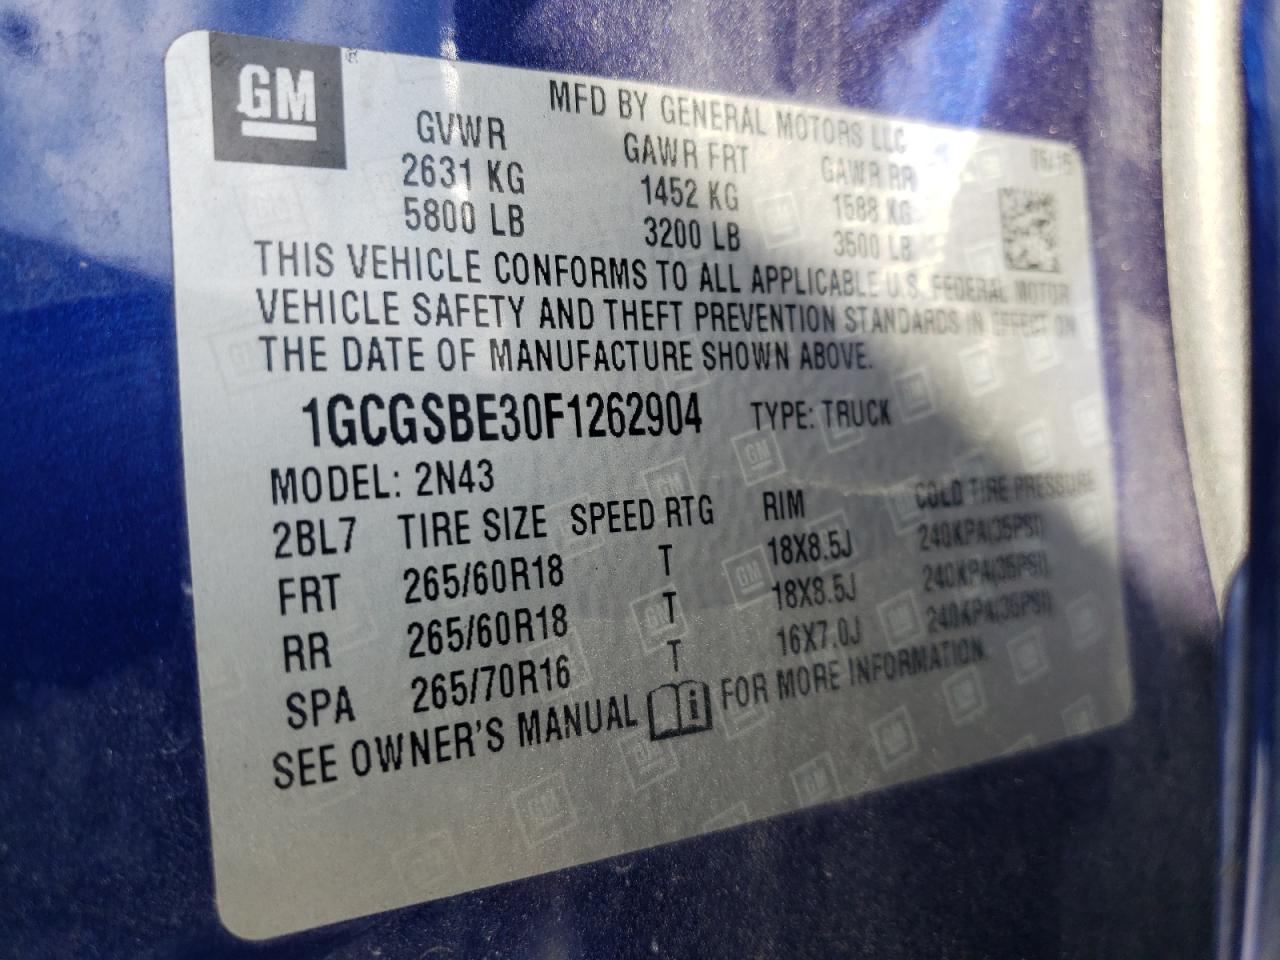 GM
MFD BY GENERAL MOTORS LLC
GVWR GAWR FRT GAWR RR
2631 KG 1452 KG 1588 KG
5800 LB 3200 LB 3500 LB
THIS VEHICLE CONFORMS TO ALL APPLICABLE U.S. FEDERAL MOTOR
VEHICLE SAFETY AND THEFT PREVENTION STANDARDS IN EFFECT ON
THE DATE OF MANUFACTURE SHOWN ABOVE.
1GCGSBE30F1262904 TYPE: TRUCK
MODEL: 2N43
2BL7 TIRE SIZE SPEED RTG RIM COLD TIRE PRESSURE
FRT 265/60R18 T 18X8.5J 240KPA(35PSI)
RR 265/60R18 T 18X8.5J 240KPA(35PSI)
SPA 265/70R16 T 16X7.0J 240KPA(35PSI)
SEE OWNER'S MANUAL FOR MORE INFORMATION.